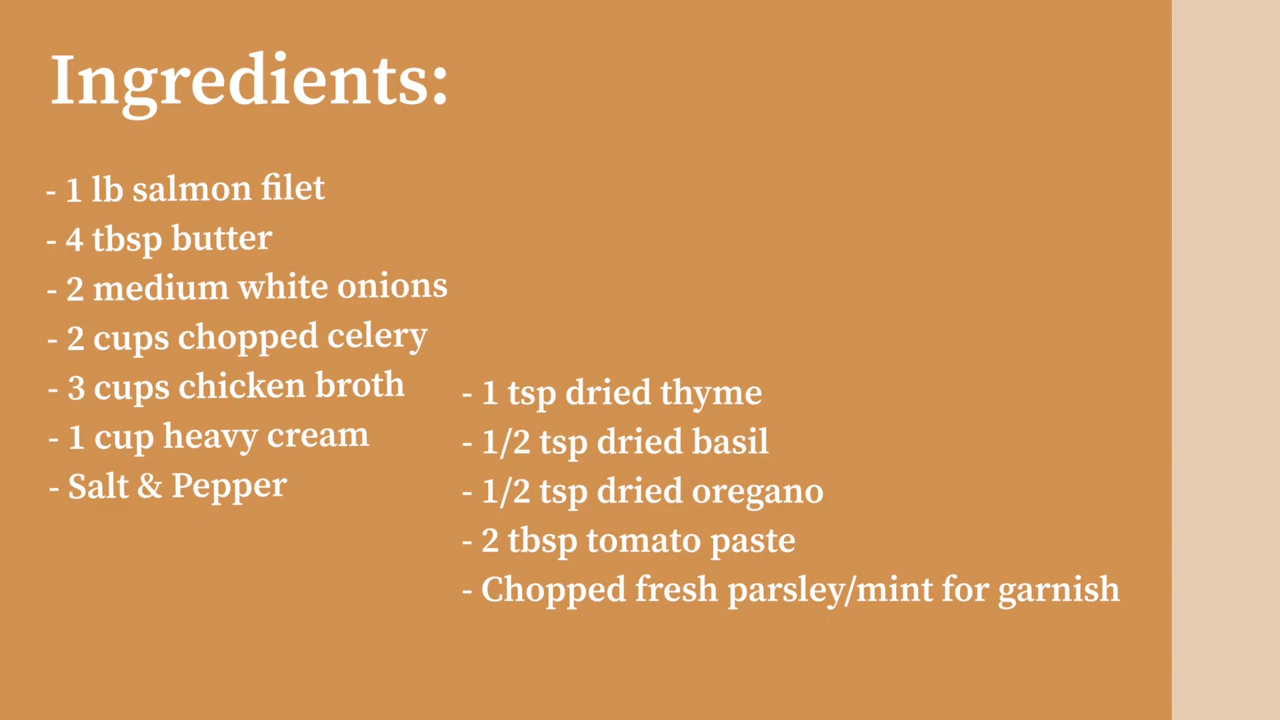 Ingredients:
- 1 lb salmon filet
- 4 tbsp butter
- 2 medium white onions
- 2 cups chopped celery
- 3 cups chicken broth
- 1 cup heavy cream
- Salt & Pepper
- 1 tsp dried thyme
- 1/2 tsp dried basil
- 1/2 tsp dried oregano
- 2 tbsp tomato paste
- Chopped fresh parsley/mint for garnish